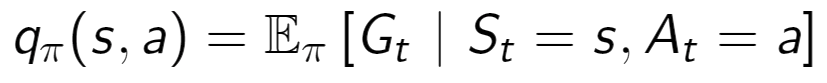 qπ(s, a) = 𝔼π [Gt | St = s, At = a]